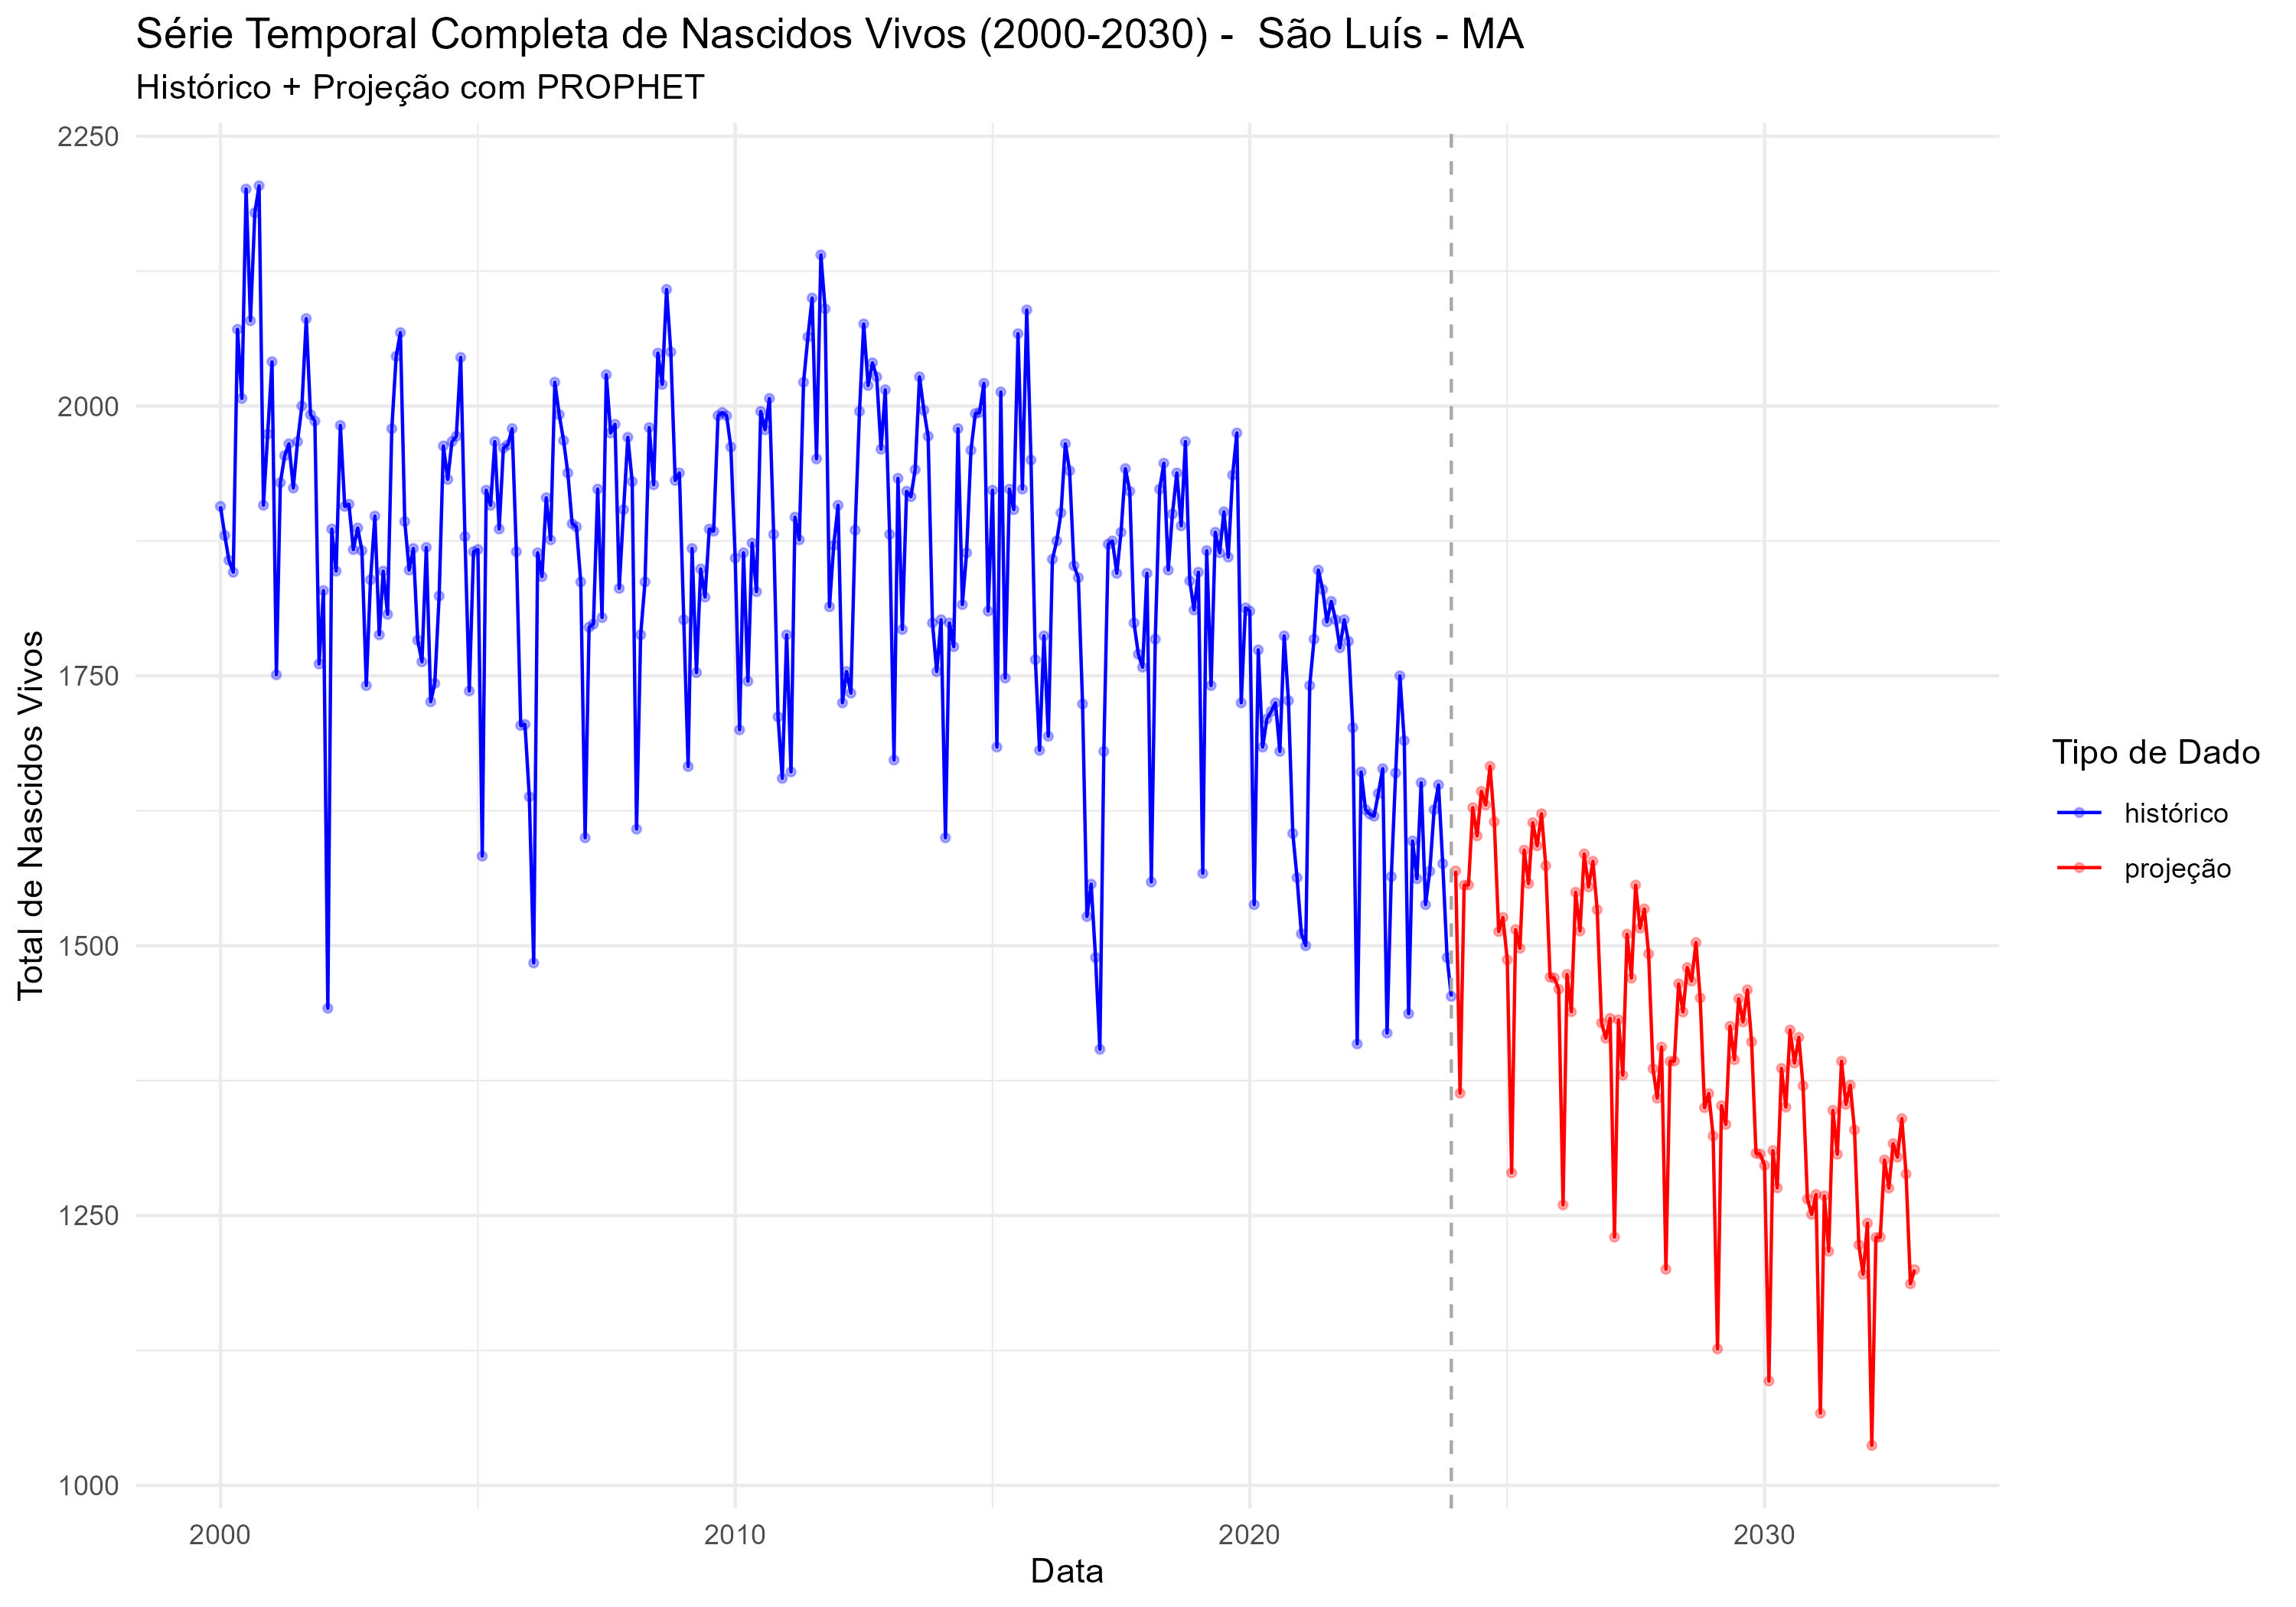 Série Temporal Completa de Nascidos Vivos (2000-2030) -  São Luís - MA
Histórico + Projeção com PROPHET
2250
2000
1750
1500
1250
1000
Total de Nascidos Vivos
2000
2010
2020
2030
Data
Tipo de Dado
histórico
projeção